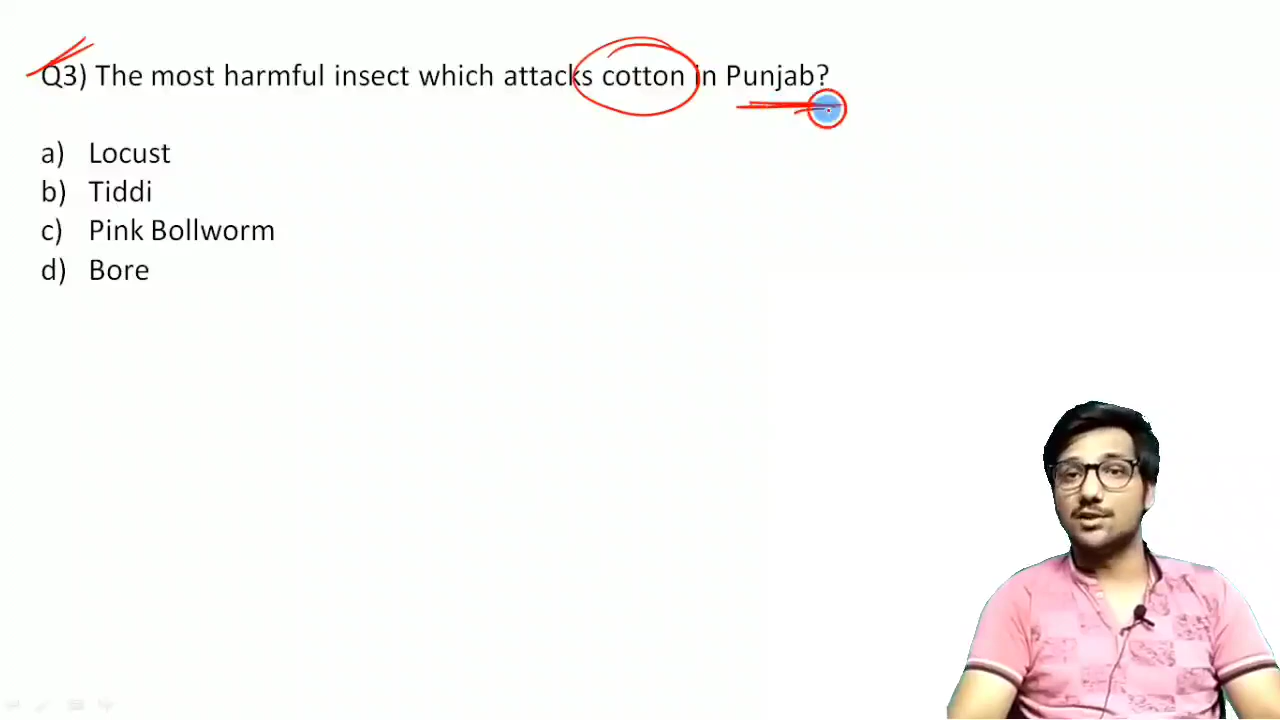 Q3) The most harmful insect which attacks cotton in Punjab?
a) Locust
b) Tiddi
c) Pink Bollworm
d) Bore